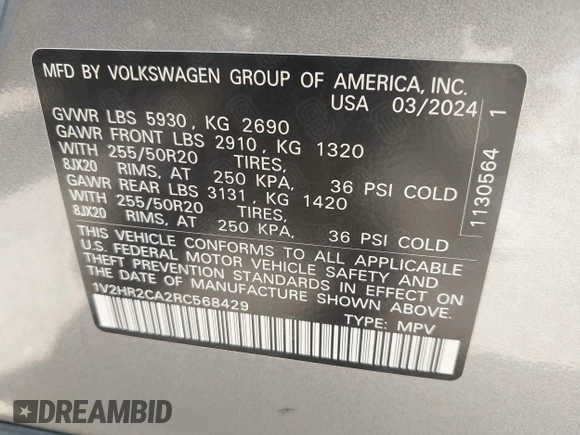 MFD BY VOLKSWAGEN GROUP OF AMERICA, INC.
USA 03/2024
GVWR LBS 5930, KG 2690
GAWR FRONT LBS 2910, KG 1320
WITH 255/50R20 TIRES,
8JX20 RIMS, AT 250 KPA, 36 PSI COLD
GAWR REAR LBS 3131, KG 1420
WITH 255/50R20 TIRES,
8JX20 RIMS, AT 250 KPA, 36 PSI COLD
THIS VEHICLE CONFORMS TO ALL APPLICABLE
U.S. FEDERAL MOTOR VEHICLE SAFETY AND
THEFT PREVENTION STANDARDS IN EFFECT ON
THE DATE OF MANUFACTURE SHOWN ABOVE.
1V2HR2CA2RC568429
TYPE: MPV
1130564 1
DREAMBID